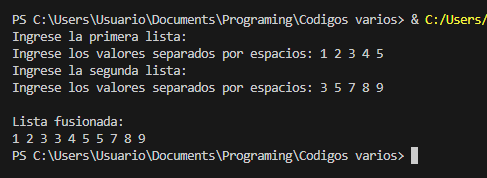 PS C:\Users\Usuario\Documents\Programing\Codigos varios> & C:/Users/
Ingrese la primera lista:
Ingrese los valores separados por espacios: 1 2 3 4 5
Ingrese la segunda lista:
Ingrese los valores separados por espacios: 3 5 7 8 9

Lista fusionada:
1 2 3 3 4 5 5 7 8 9
PS C:\Users\Usuario\Documents\Programing\Codigos varios>